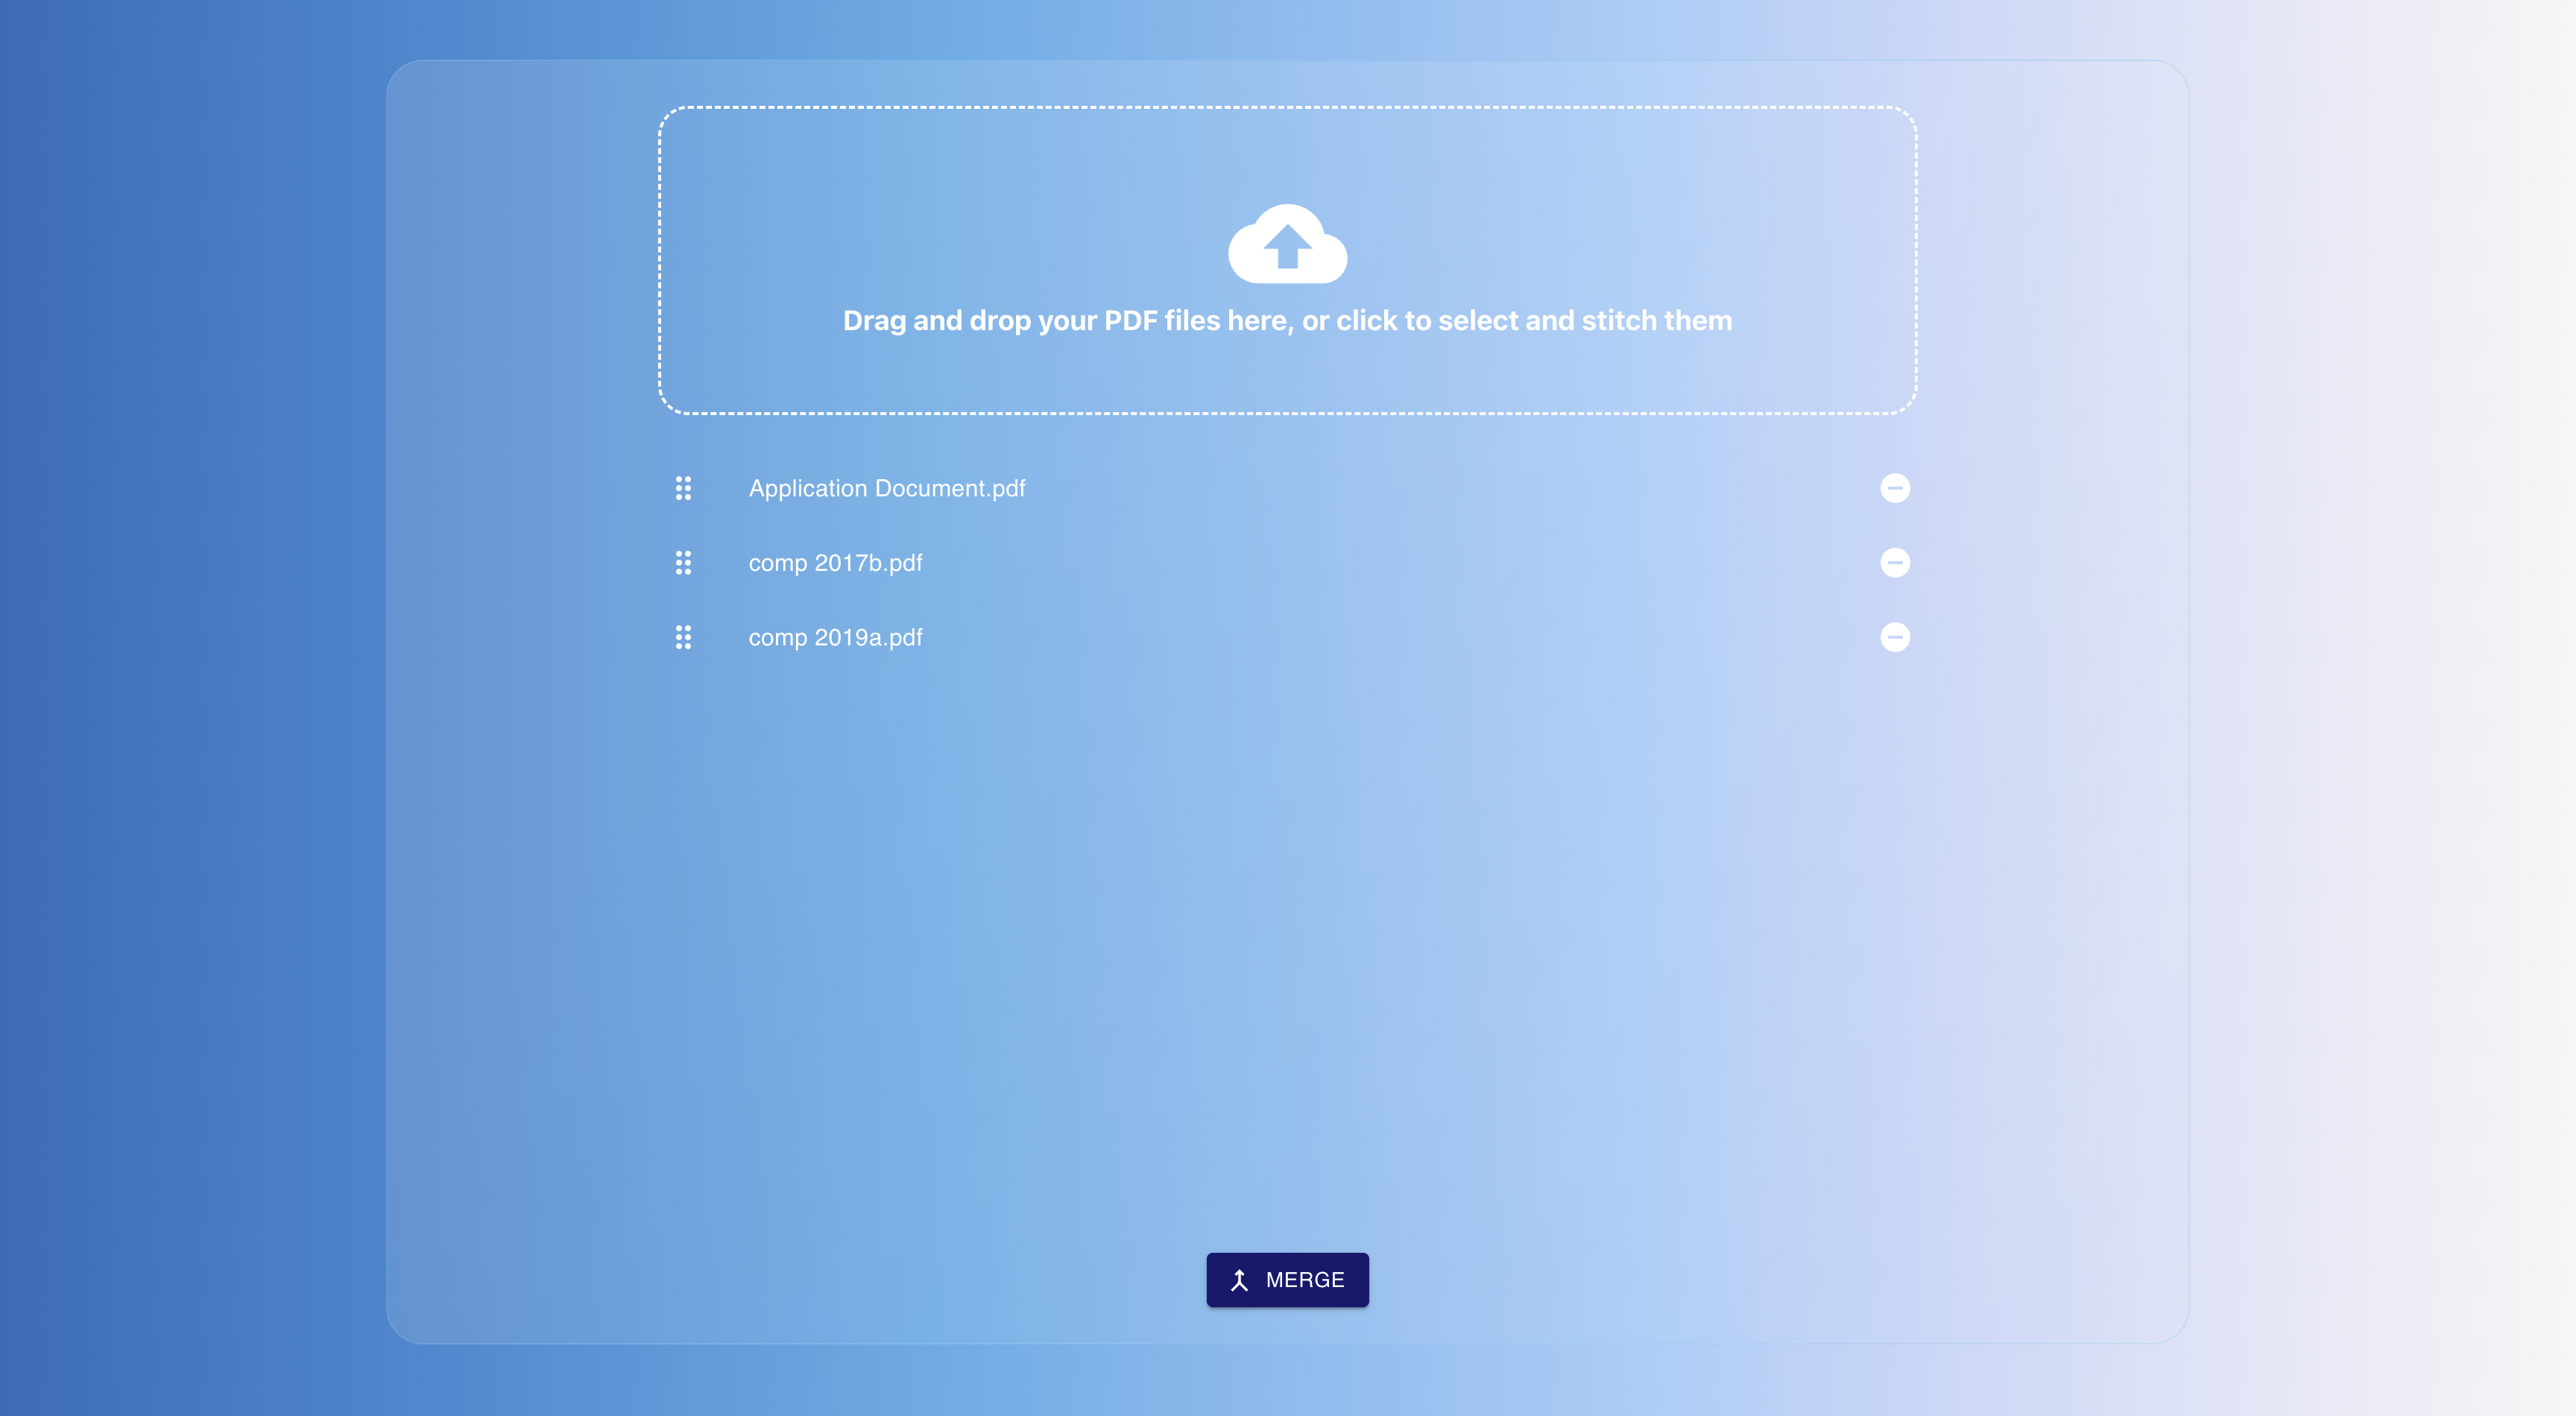 Drag and drop your PDF files here, or click to select and stitch them
Application Document.pdf
comp 2017b.pdf
comp 2019a.pdf
MERGE